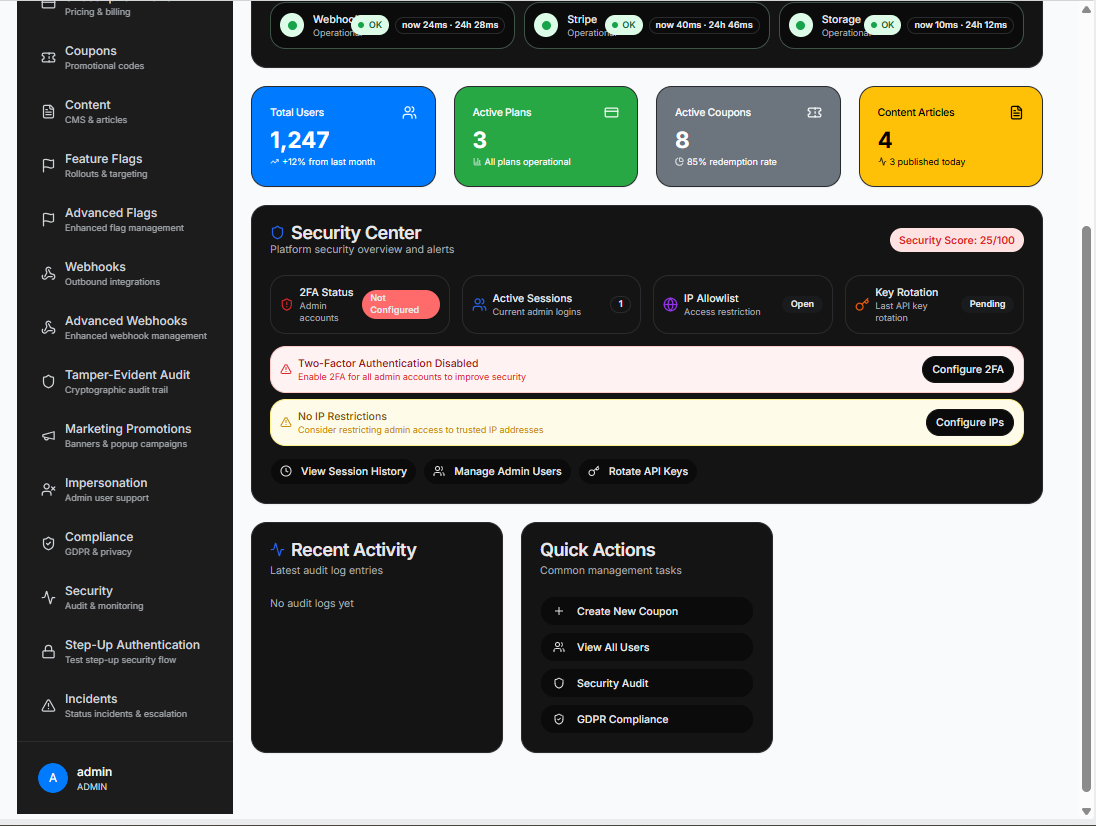 Pricing & billing
Coupons
Promotional codes
Content
CMS & articles
Feature Flags
Rollouts & targeting
Advanced Flags
Enhanced flag management
Webhooks
Outbound integrations
Advanced Webhooks
Enhanced webhook management
Tamper-Evident Audit
Cryptographic audit trail
Marketing Promotions
Banners & popup campaigns
Impersonation
Admin user support
Compliance
GDPR & privacy
Security
Audit & monitoring
Step-Up Authentication
Test step-up security flow
Incidents
Status incidents & escalation
A
admin
ADMIN
OK
now 24ms · 24h 28ms
Stripe
OK
now 40ms · 24h 46ms
Storage
OK
now 10ms · 24h 12ms
Total Users
1,247
+12% from last month
Active Plans
3
All plans operational
Active Coupons
8
85% redemption rate
Content Articles
4
3 published today
Security Center
Platform security overview and alerts
Security Score: 25/100
2FA Status
Admin
accounts
Not
Configured
Active Sessions
Current admin logins
1
IP Allowlist
Access restriction
Open
Key Rotation
Last API key
rotation
Pending
Two-Factor Authentication Disabled
Enable 2FA for all admin accounts to improve security
Configure 2FA
No IP Restrictions
Consider restricting admin access to trusted IP addresses
Configure IPs
View Session History
Manage Admin Users
Rotate API Keys
Recent Activity
Latest audit log entries
No audit logs yet
Quick Actions
Common management tasks
Create New Coupon
View All Users
Security Audit
GDPR Compliance